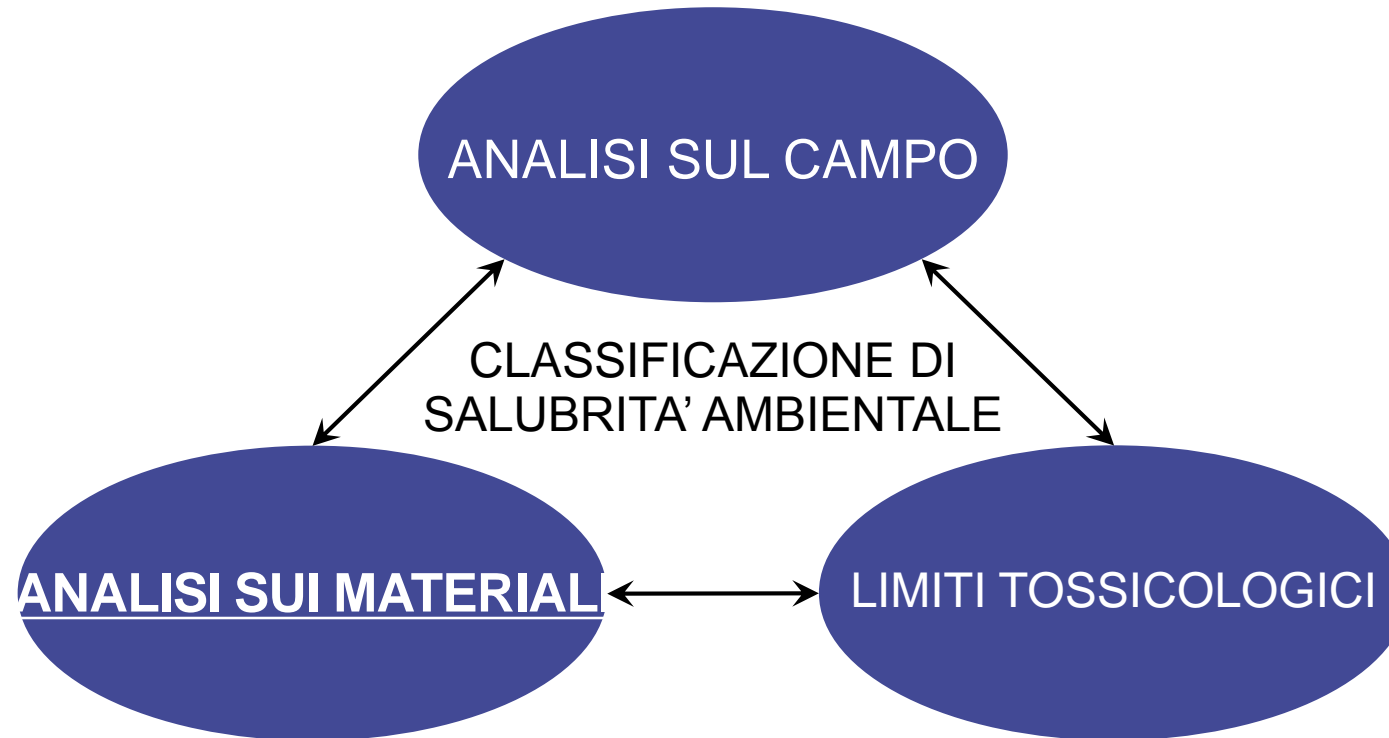 ANALISI SUL CAMPO
CLASSIFICAZIONE DI
SALUBRITA’ AMBIENTALE
ANALISI SUI MATERIALI
LIMITI TOSSICOLOGICI